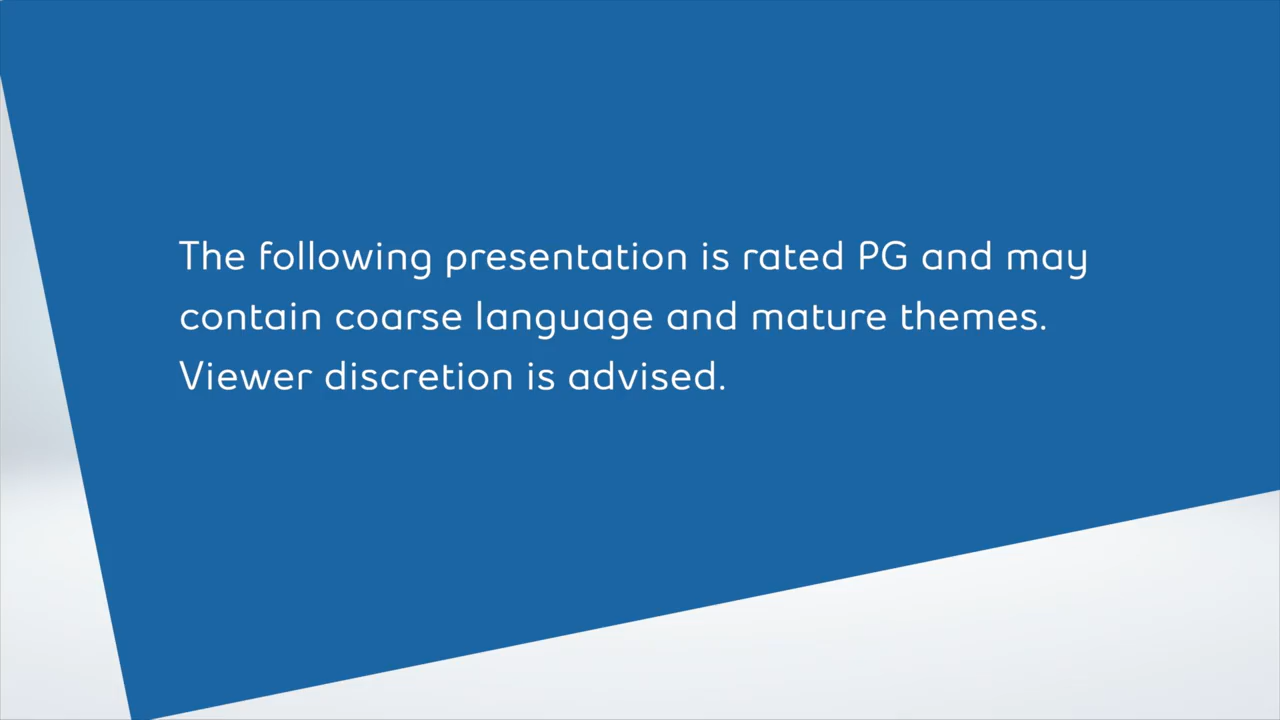 The following presentation is rated PG and may
contain coarse language and mature themes.
Viewer discretion is advised.